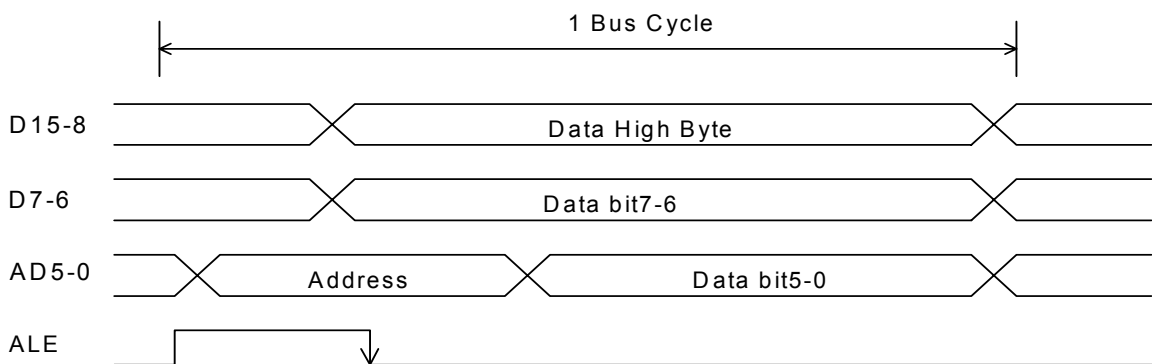 1 Bus Cycle
D15-8 Data High Byte
D7-6 Data bit7-6
AD5-0 Address Data bit5-0
ALE